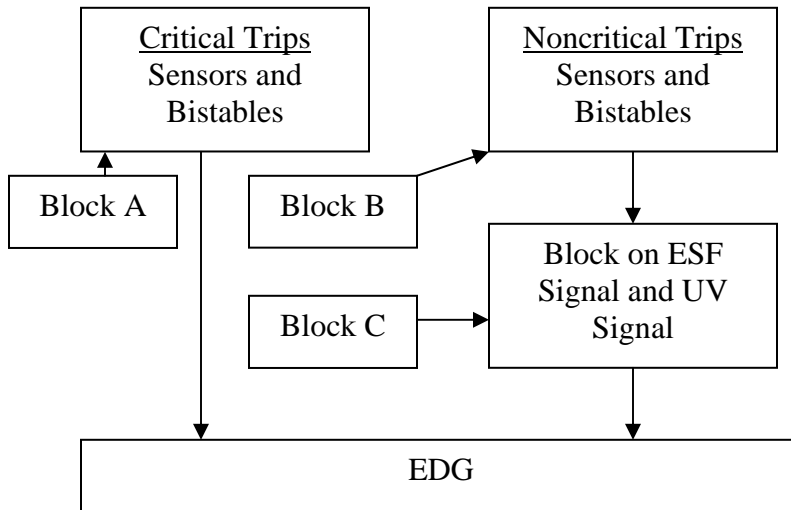 Critical Trips
Sensors and
Bistables
Noncritical Trips
Sensors and
Bistables
Block A
Block B
Block on ESF
Signal and UV
Signal
Block C
EDG